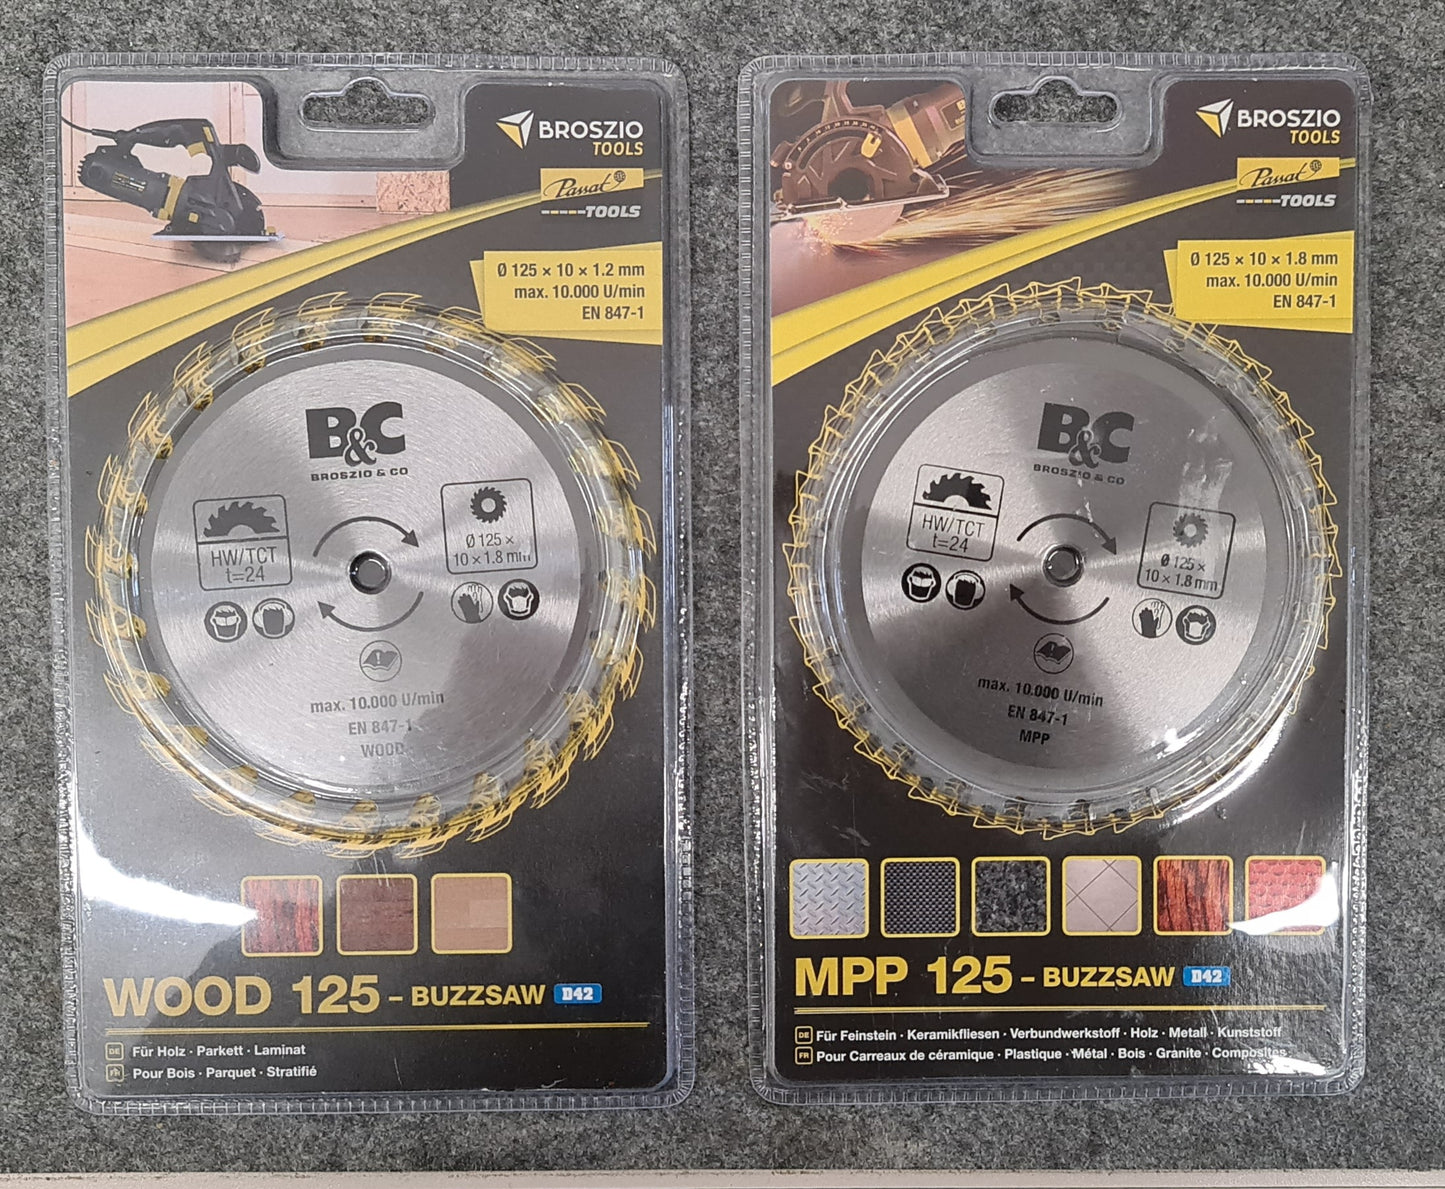 BROSZIO
TOOLS
Passat
TOOLS
Ø 125 × 10 × 1.2 mm
max. 10.000 U/min
EN 847-1
B&C
BROSZIO & CO
HW/TCT
t=24
Ø 125 ×
10 × 1.8 mm
max. 10.000 U/min
EN 847-1
WOOD
WOOD 125 - BUZZSAW D42
DE Für Holz · Parkett · Laminat
FR Pour Bois · Parquet · Stratifié
BROSZIO
TOOLS
Passat
TOOLS
Ø 125 × 10 × 1.8 mm
max. 10.000 U/min
EN 847-1
B&C
BROSZIO & CO
HW/TCT
t=24
Ø 125 ×
10 × 1.8 mm
max. 10.000 U/min
EN 847-1
MPP
MPP 125 - BUZZSAW D42
DE Für Feinstein · Keramikfliesen · Verbundwerkstoff · Holz · Metall · Kunststoff
FR Pour Carreaux de céramique · Plastique · Métal · Bois · Granite · Composites